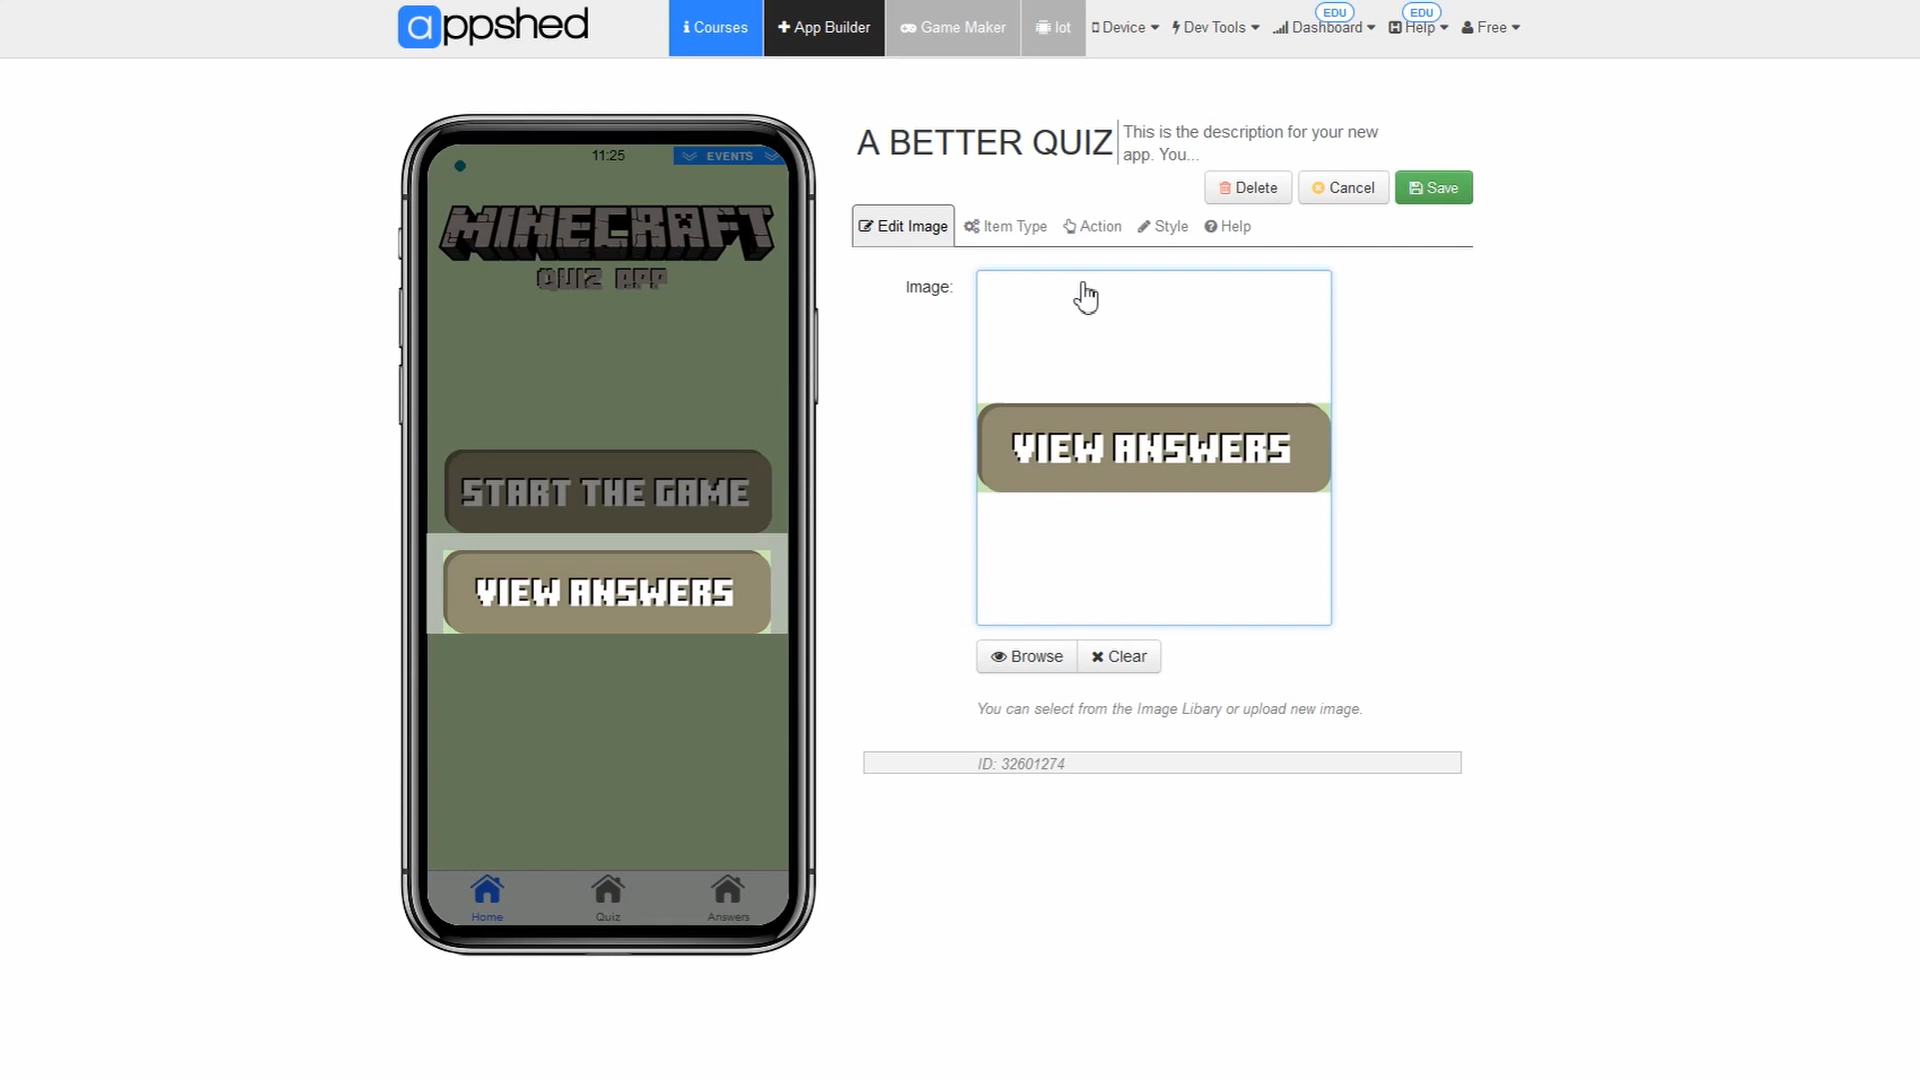 appshed
Courses
App Builder
Game Maker
Iot
Device
Dev Tools
EDU
Dashboard
EDU
Help
Free
11:25
EVENTS
MINECRAFT
QUIZ APP
START THE GAME
VIEW ANSWERS
Home
Quiz
Answers
A BETTER QUIZ
This is the description for your new
app. You...
Delete
Cancel
Save
Edit Image
Item Type
Action
Style
Help
Image:
VIEW ANSWERS
Browse
Clear
You can select from the Image Libary or upload new image.
ID: 32601274